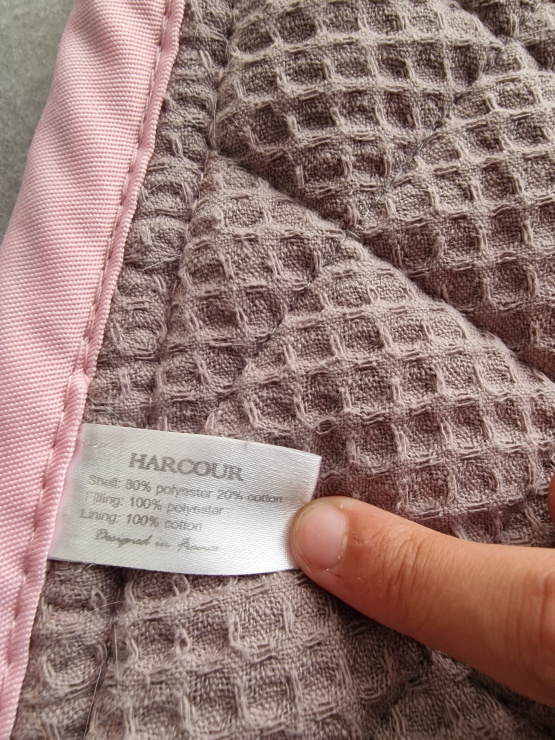 HARCOUR
Shell: 80% polyester 20% cotton
Filling: 100% polyester
Lining: 100% cotton
Designed in France